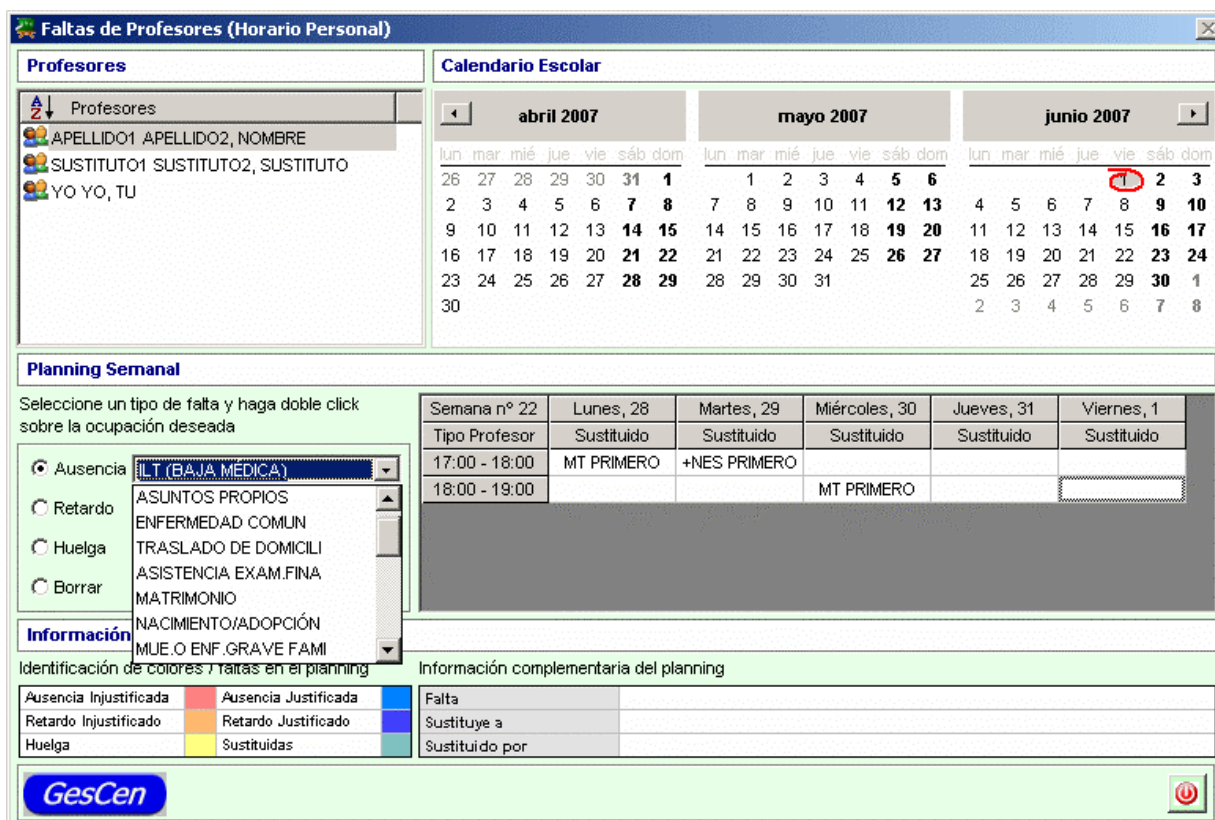 Faltas de Profesores (Horario Personal)
Profesores
Calendario Escolar
Profesores
APELLIDO1 APELLIDO2, NOMBRE
SUSTITUTO1 SUSTITUTO2, SUSTITUTO
YO YO, TU
abril 2007
lun mar mié jue vie sáb dom
26 27 28 29 30 31 1
2 3 4 5 6 7 8
9 10 11 12 13 14 15
16 17 18 19 20 21 22
23 24 25 26 27 28 29
30
mayo 2007
lun mar mié jue vie sáb dom
1 2 3 4 5 6
7 8 9 10 11 12 13
14 15 16 17 18 19 20
21 22 23 24 25 26 27
28 29 30 31
junio 2007
lun mar mié jue vie sáb dom
1 2 3
4 5 6 7 8 9 10
11 12 13 14 15 16 17
18 19 20 21 22 23 24
25 26 27 28 29 30 1
2 3 4 5 6 7 8
Planning Semanal
Seleccione un tipo de falta y haga doble click
sobre la ocupación deseada
Ausencia ILT (BAJA MÉDICA)
Retardo
Huelga
Borrar
ASUNTOS PROPIOS
ENFERMEDAD COMUN
TRASLADO DE DOMICILI
ASISTENCIA EXAM.FINA
MATRIMONIO
NACIMIENTO/ADOPCIÓN
MUE.O ENF.GRAVE FAMI
Semana nº 22 Lunes, 28 Martes, 29 Miércoles, 30 Jueves, 31 Viernes, 1
Tipo Profesor Sustituido Sustituido Sustituido Sustituido Sustituido
17:00 - 18:00 MT PRIMERO +NES PRIMERO
18:00 - 19:00 MT PRIMERO
Información
Identificación de colores / faltas en el planning
Información complementaria del planning
Ausencia Injustificada Ausencia Justificada
Retardo Injustificado Retardo Justificado
Huelga Sustituidas
Falta
Sustituye a
Sustituido por
GesCen